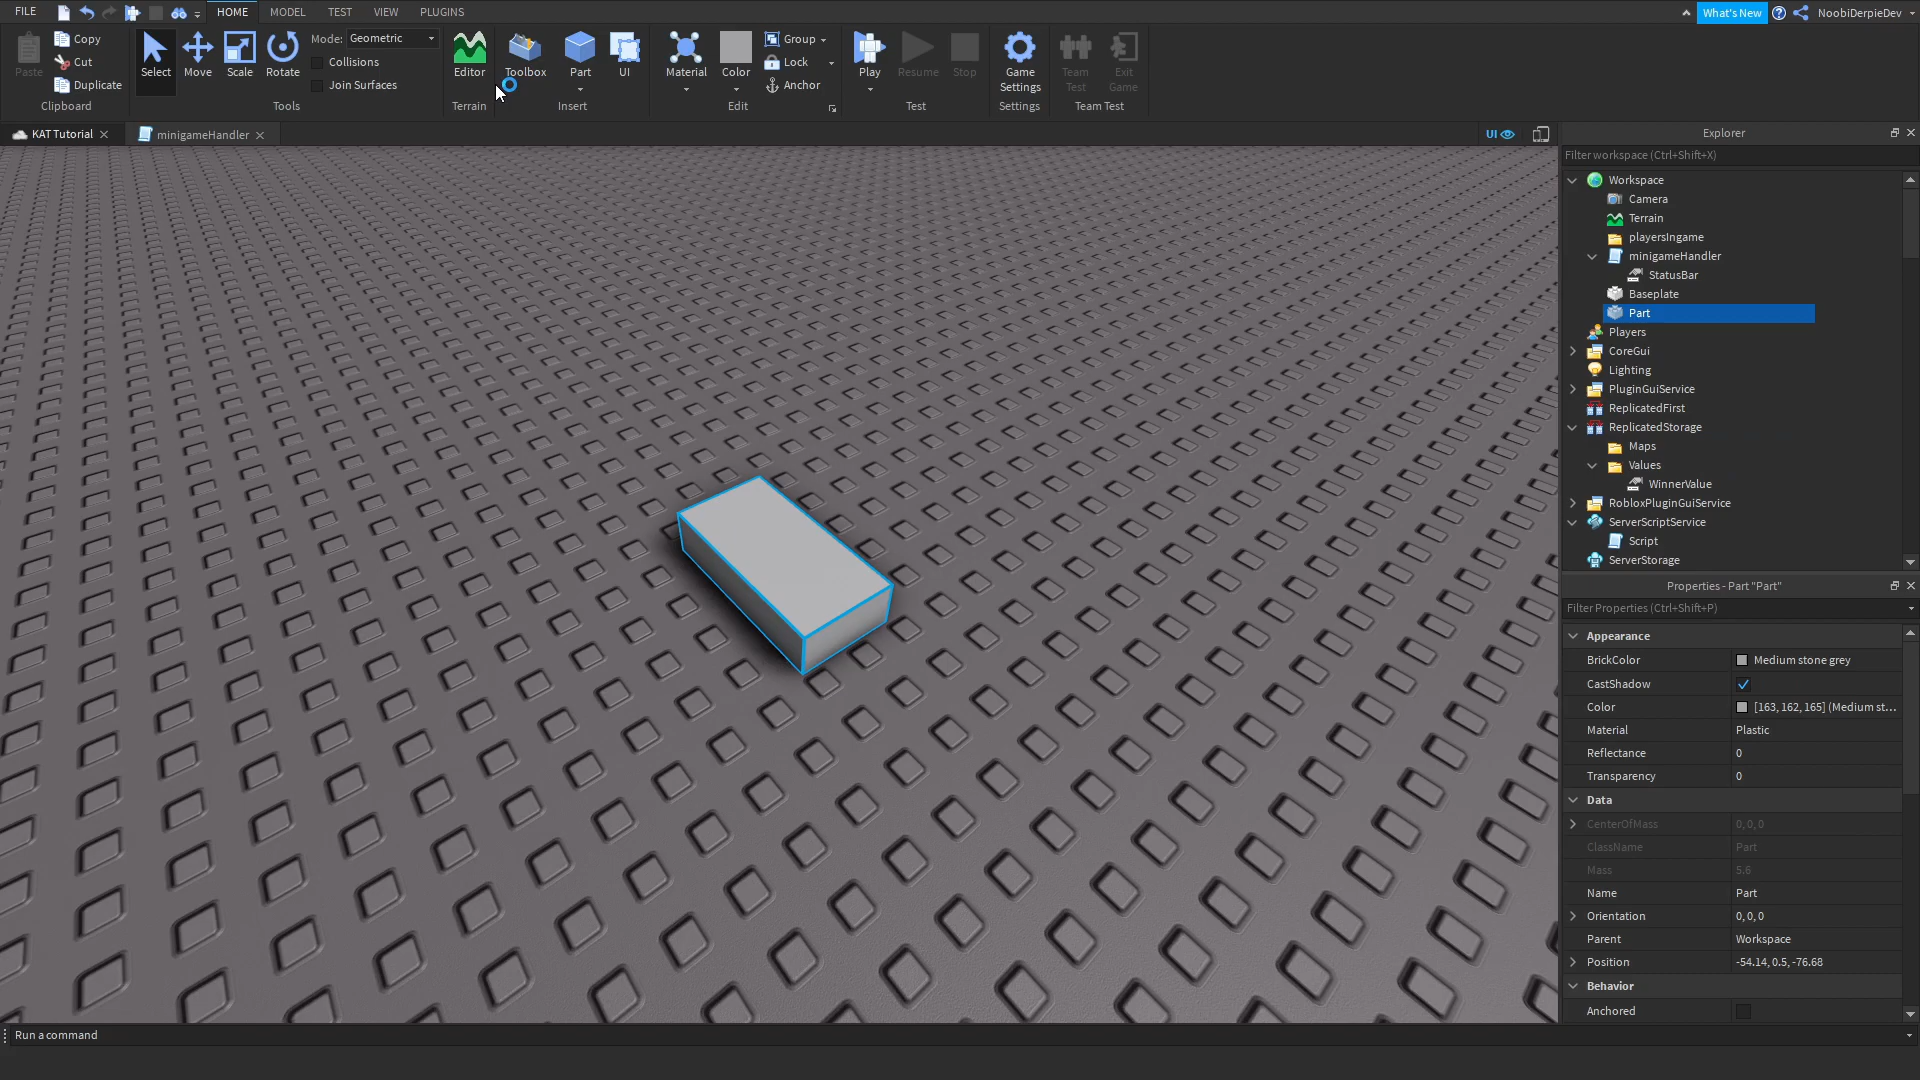 FILE HOME MODEL TEST VIEW PLUGINS What's New NoobiDerpieDev
Paste Copy Cut Duplicate Clipboard
Select Move Scale Rotate Mode: Geometric Collisions Join Surfaces Tools
Editor Terrain
Toolbox Part UI Insert
Material Color Group Lock Anchor Edit
Play Resume Stop Test
Game Settings Settings
Team Test Exit Game Team Test
KAT Tutorial minigameHandler UI
Explorer
Filter workspace (Ctrl+Shift+X)
Workspace
Camera
Terrain
playersIngame
minigameHandler
StatusBar
Baseplate
Part
Players
CoreGui
Lighting
PluginGuiService
ReplicatedFirst
ReplicatedStorage
Maps
Values
WinnerValue
RobloxPluginGuiService
ServerScriptService
Script
ServerStorage
Properties - Part "Part"
Filter Properties (Ctrl+Shift+P)
Appearance
BrickColor Medium stone grey
CastShadow
Color [163, 162, 165] (Medium st...
Material Plastic
Reflectance 0
Transparency 0
Data
CenterOfMass 0, 0, 0
ClassName Part
Mass 5.6
Name Part
Orientation 0, 0, 0
Parent Workspace
Position -54.14, 0.5, -76.68
Behavior
Anchored
Run a command